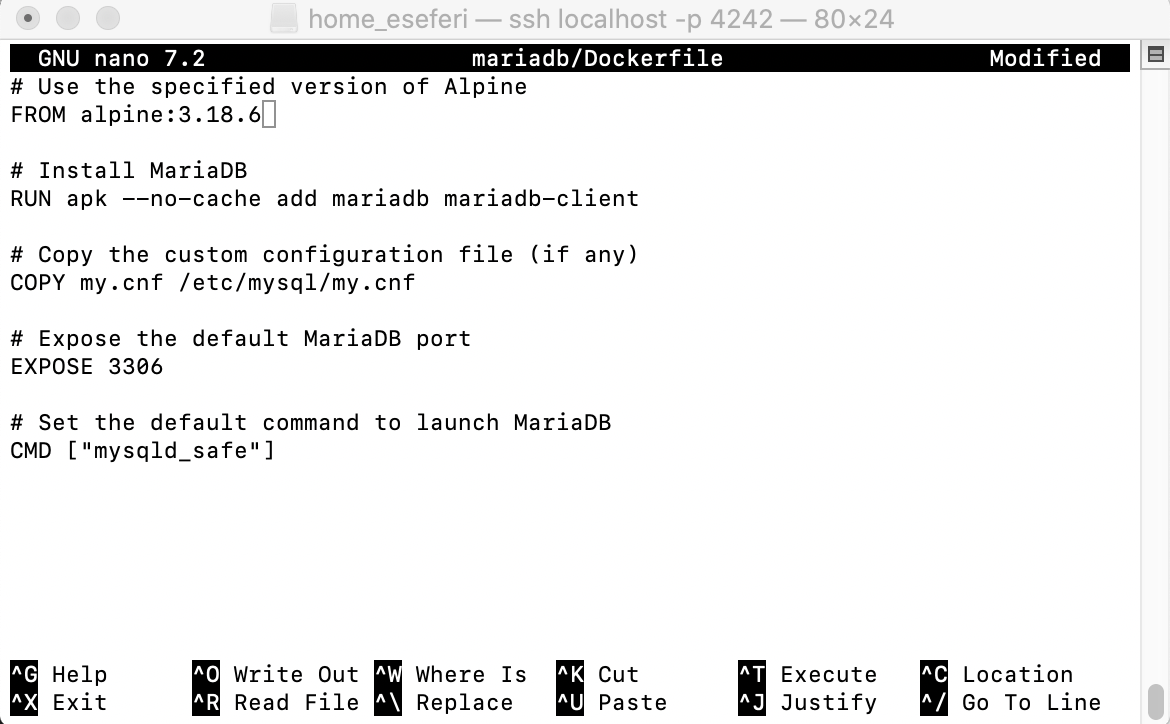 home_eseferi — ssh localhost -p 4242 — 80×24
GNU nano 7.2 mariadb/Dockerfile Modified
# Use the specified version of Alpine
FROM alpine:3.18.6
# Install MariaDB
RUN apk --no-cache add mariadb mariadb-client
# Copy the custom configuration file (if any)
COPY my.cnf /etc/mysql/my.cnf
# Expose the default MariaDB port
EXPOSE 3306
# Set the default command to launch MariaDB
CMD ["mysqld_safe"]
^G Help ^O Write Out ^W Where Is ^K Cut ^T Execute ^C Location
^X Exit ^R Read File ^\ Replace ^U Paste ^J Justify ^/ Go To Line